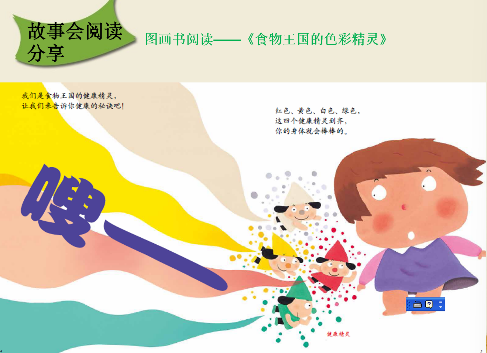 故事会阅读
分享
图画书阅读——《食物王国的色彩精灵》
我们是食物王国的健康精灵，
让我们来告诉你健康的秘诀吧！
红色、黄色、白色、绿色，
这四个健康精灵到齐，
你的身体就会棒棒的。
嘿
健康精灵